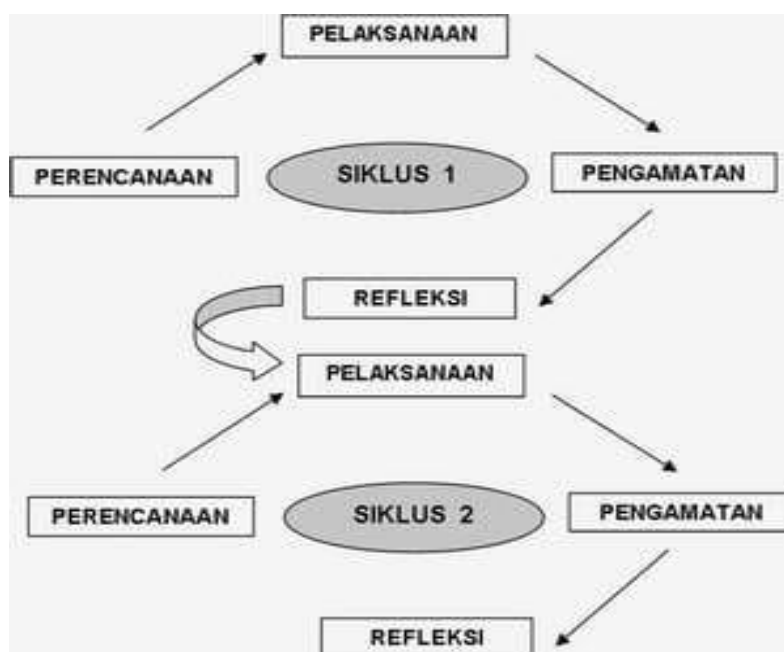 PELAKSANAAN
PERENCANAAN
SIKLUS 1
PENGAMATAN
REFLEKSI
PELAKSANAAN
PERENCANAAN
SIKLUS 2
PENGAMATAN
REFLEKSI